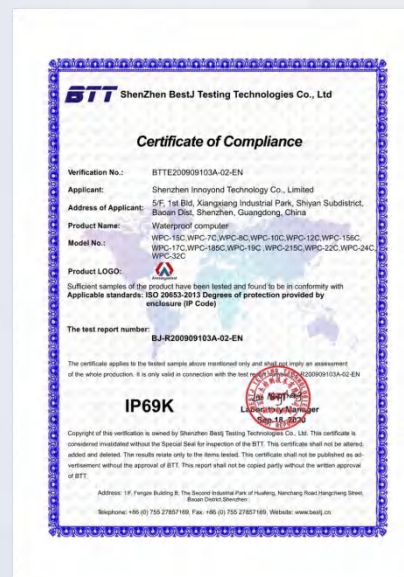 BTT ShenZhen BestJ Testing Technologies Co., Ltd
Certificate of Compliance
Verification No.: BTTE200909103A-02-EN
Applicant: Shenzhen Innoyond Technology Co., Limited
Address of Applicant: 5/F, 1st Bld, Xiangxiang Industrial Park, Shiyan Subdistrict, Baoan Dist, Shenzhen, Guangdong, China
Product Name: Waterproof computer
Model No.: WPC-15C,WPC-7C,WPC-8C,WPC-10C,WPC-12C,WPC-156C,
WPC-17C,WPC-185C,WPC-19C ,WPC-215C,WPC-22C,WPC-24C,
WPC-32C
Product LOGO:
Sufficient samples of the product have been tested and found to be in conformity with
Applicable standards: ISO 20653-2013 Degrees of protection provided by
enclosure (IP Code)
The test report number:
BJ-R200909103A-02-EN
The certificate applies to the tested sample above mentioned only and shall not imply an assessment
of the whole production. It is only valid in connection with the test report BJ-R200909103A-02-EN
IP69K
Laboratory Manager
Sep.18, 2020
Copyright of this verification is owned by Shenzhen Bestj Testing Technologies Co., Ltd. This certificate is
considered invalidated without the Special Seal for inspection of the BTT. This certificate shall not be altered,
added and deleted. The results relate only to the items tested. This certificate shall not be published as ad-
vertisement without the approval of BTT. This report shall not be copied partly without the written approval
of BTT.
Address: 1F, Fengze Building B, The Second Industrial Park of Huafeng, Nanchang Road,Hangcheng Street,
Baoan District,Shenzhen
Telephone: +86 (0) 755 27857169, Fax: +86 (0) 755 27857169, Website: www.bestj.cn